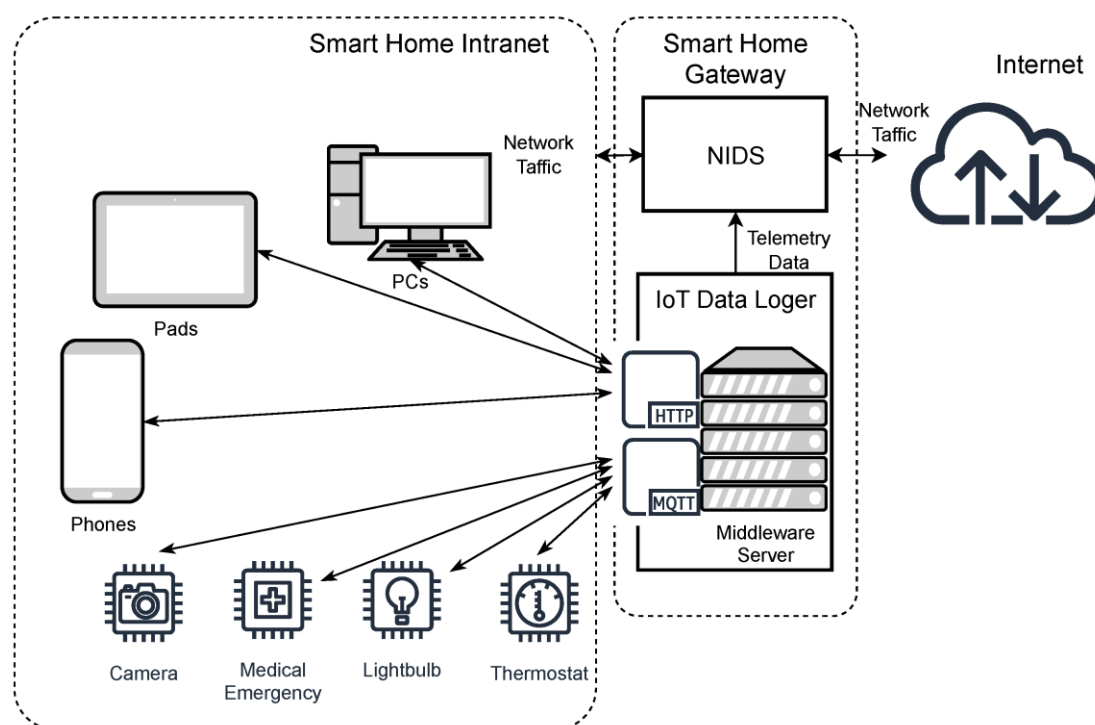 Smart Home Intranet
Smart Home
Gateway
Internet
Network
Taffic
NIDS
Network
Taffic
Telemetry
Data
PCs
IoT Data Loger
Pads
HTTP
MQTT
Phones
Middleware
Server
Camera
Medical
Emergency
Lightbulb
Thermostat